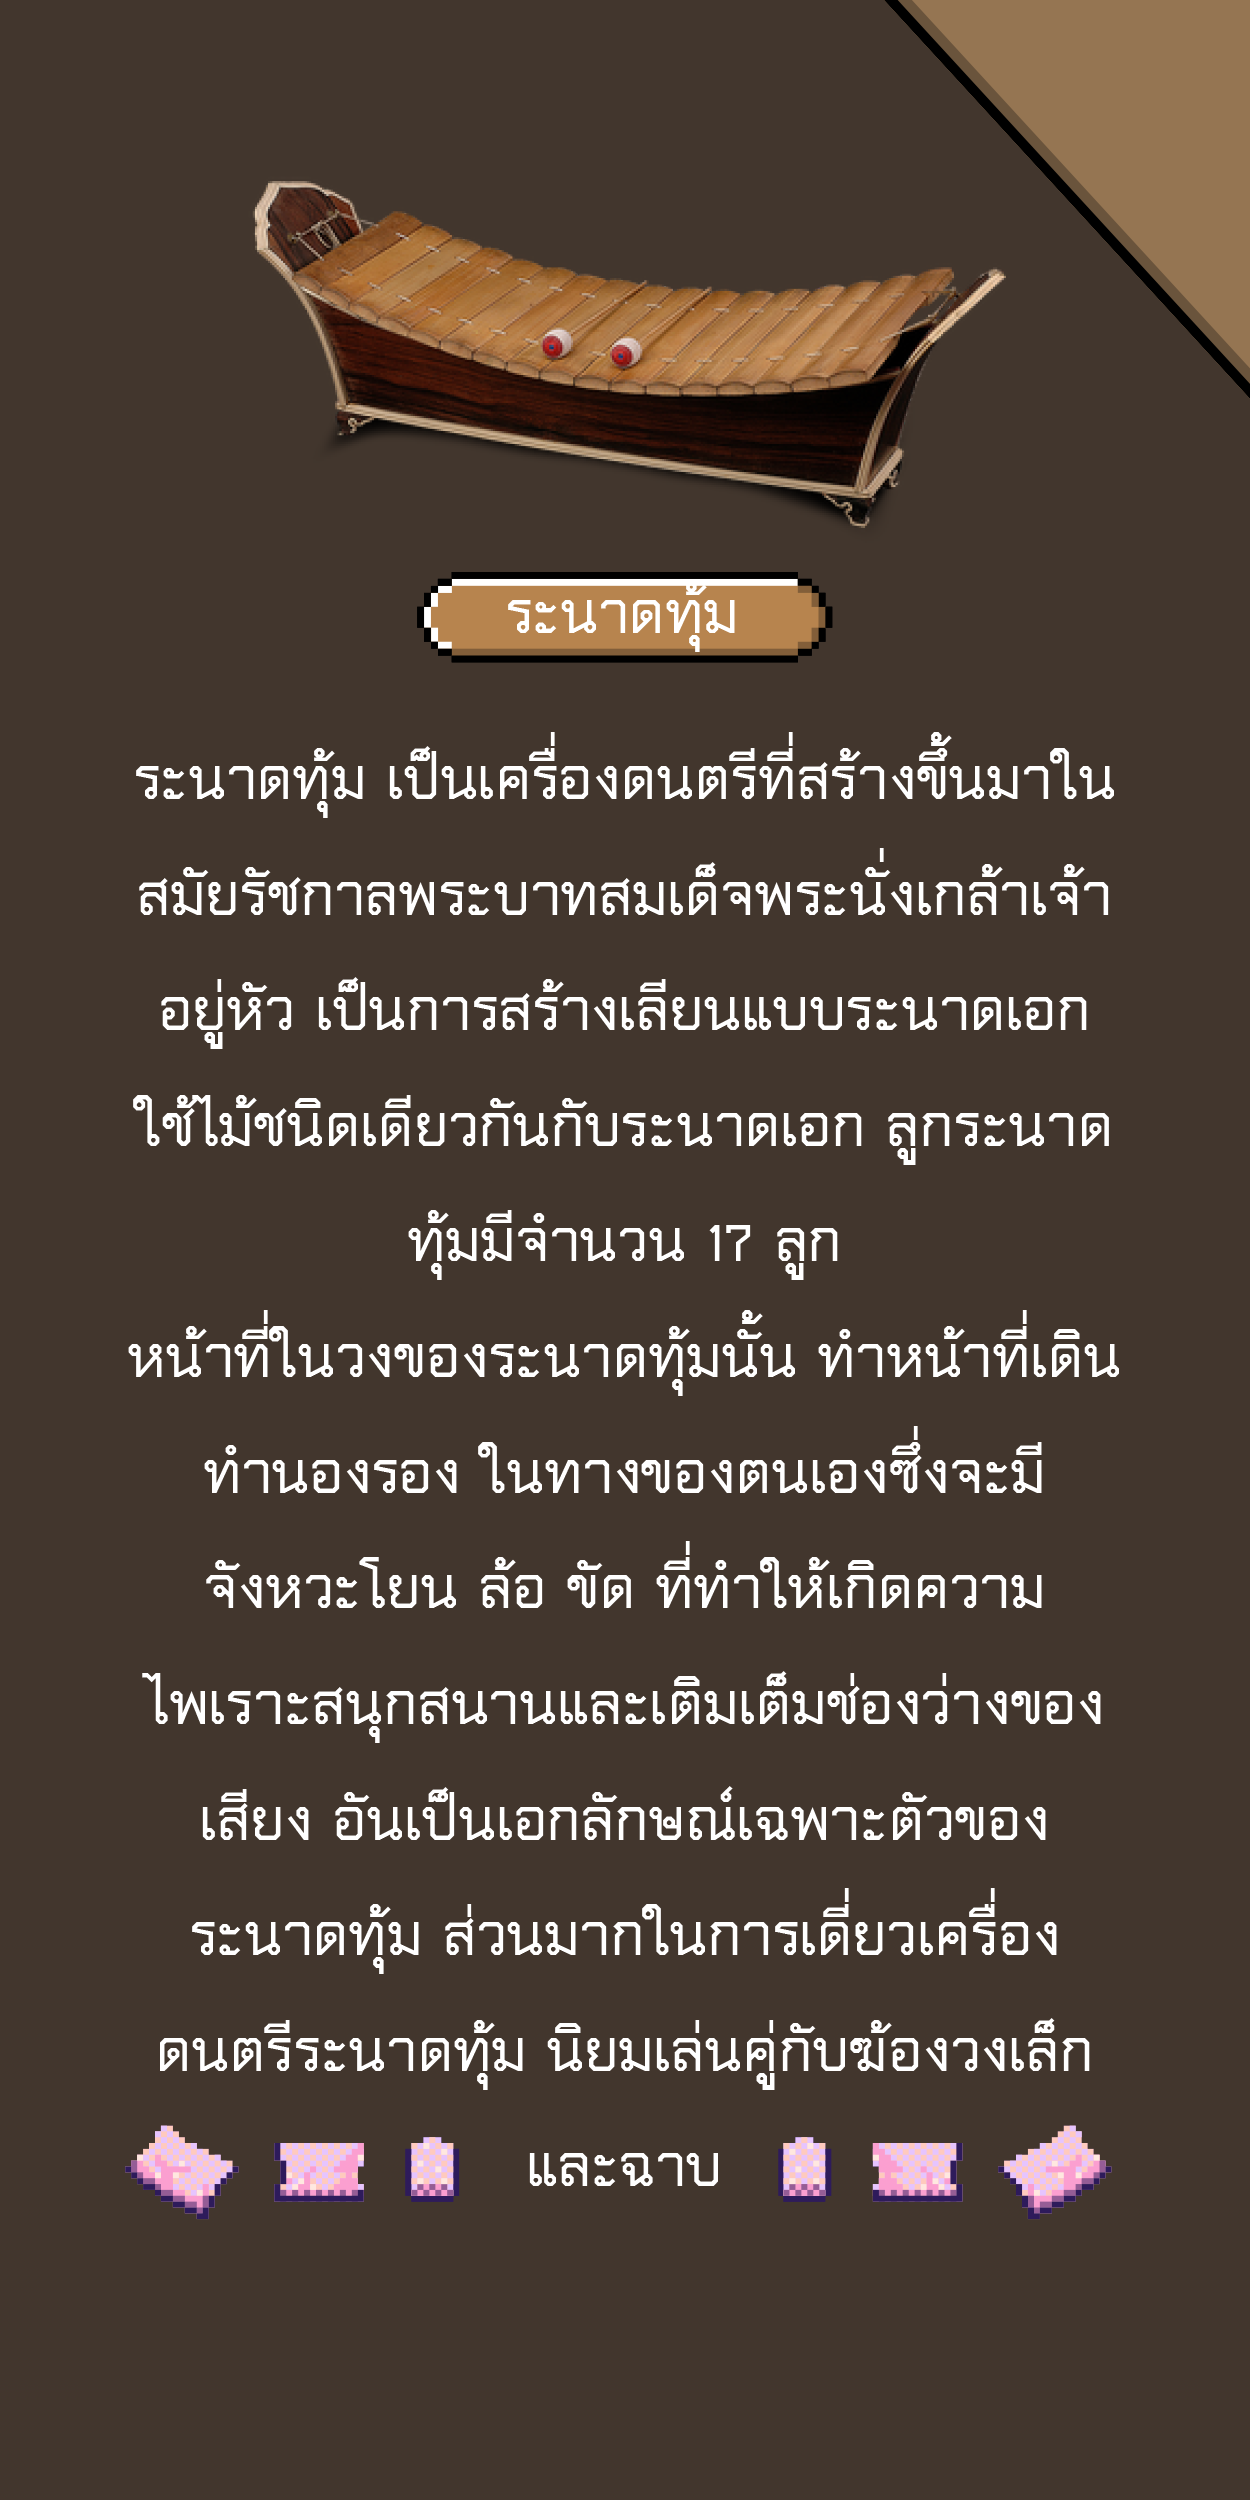 ระนาดทุ้ม
ระนาดทุ้ม เป็นเครื่องดนตรีที่สร้างขึ้นมาใน
สมัยรัชกาลพระบาทสมเด็จพระนั่งเกล้าเจ้า
อยู่หัว เป็นการสร้างเลียนแบบระนาดเอก
ใช้ไม้ชนิดเดียวกันกับระนาดเอก ลูกระนาด
ทุ้มมีจำนวน 17 ลูก
หน้าที่ในวงของระนาดทุ้มนั้น ทำหน้าที่เดิน
ทำนองรอง ในทางของตนเองซึ่งจะมี
จังหวะโยน ล้อ ขัด ที่ทำให้เกิดความ
ไพเราะสนุกสนานและเติมเต็มช่องว่างของ
เสียง อันเป็นเอกลักษณ์เฉพาะตัวของ
ระนาดทุ้ม ส่วนมากในการเดี่ยวเครื่อง
ดนตรีระนาดทุ้ม นิยมเล่นคู่กับฆ้องวงเล็ก
และฉาบ